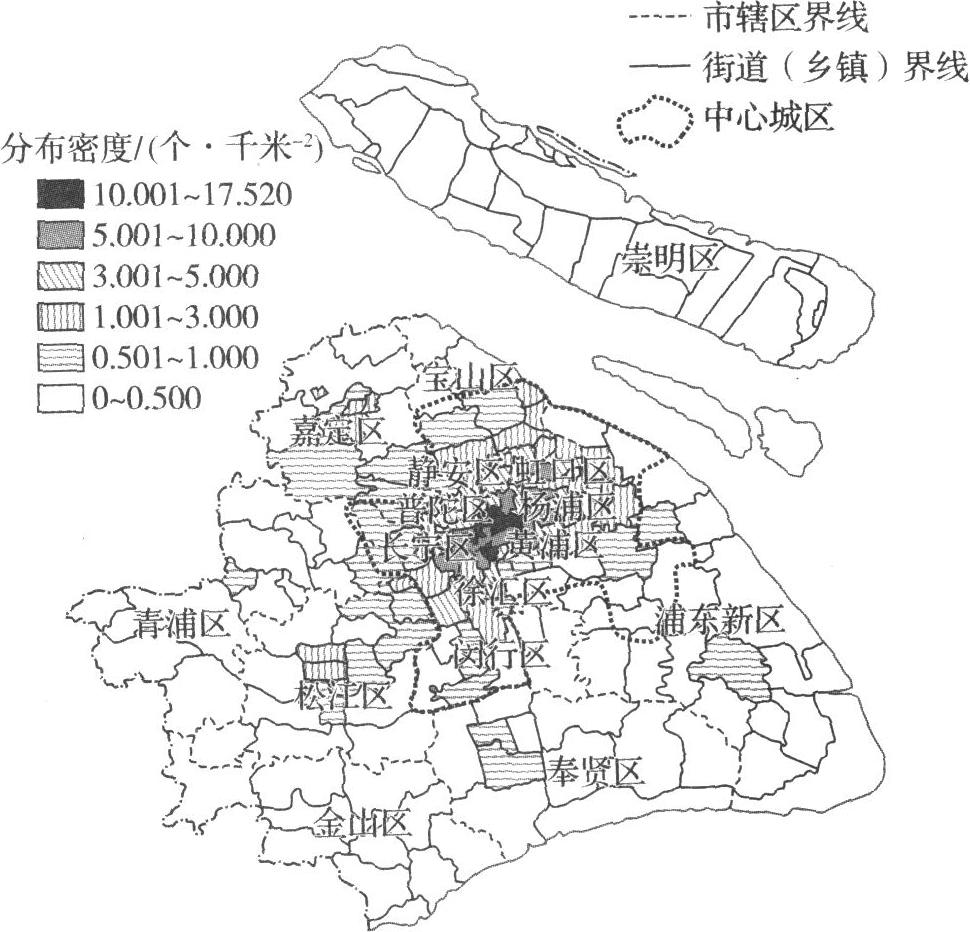 市辖区界线
街道（乡镇）界线
中心城区
分布密度/(个·千米-2)
10.001~17.520
5.001~10.000
3.001~5.000
1.001~3.000
0.501~1.000
0~0.500
崇明区
宝山区
嘉定区
静安区 虹口区
普陀区 杨浦区
长宁区 黄浦区
徐汇区
青浦区 浦东新区
闵行区
松江区
奉贤区
金山区